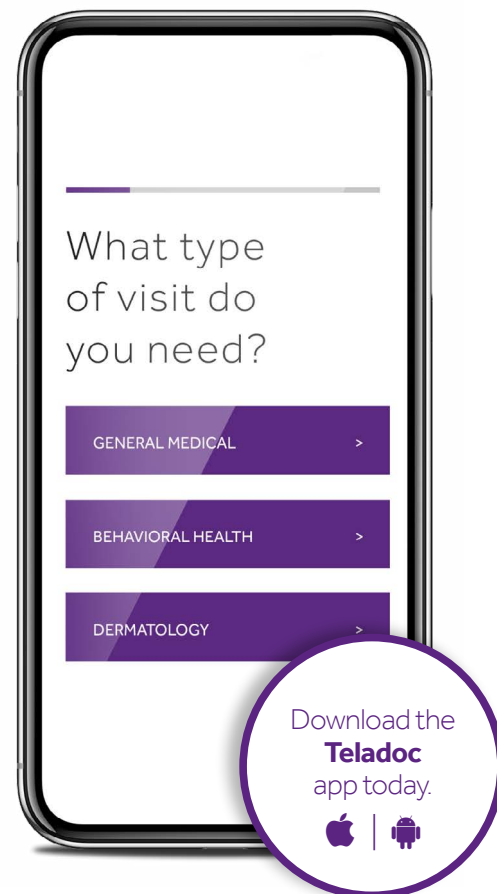 What type
of visit do
you need?
GENERAL MEDICAL >
BEHAVIORAL HEALTH >
DERMATOLOGY >
Download the
Teladoc
app today.